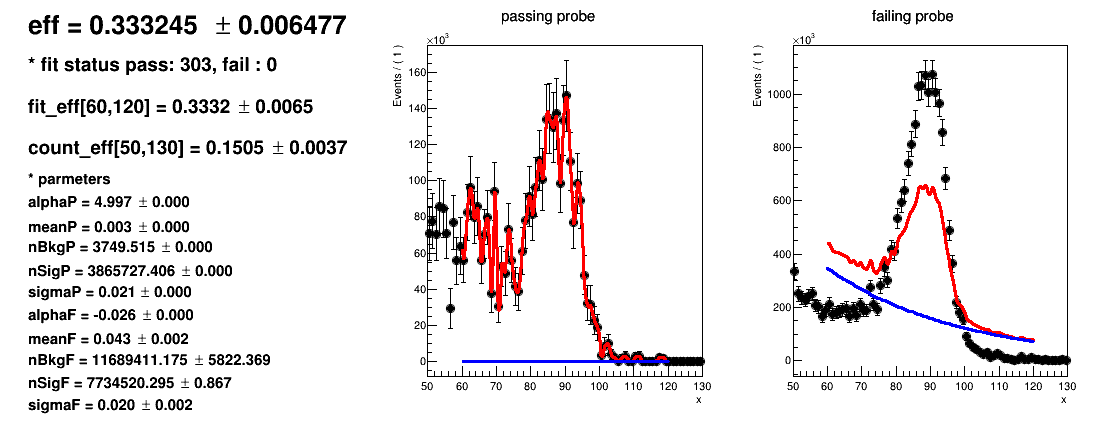 eff = 0.333245 ± 0.006477
* fit status pass: 303, fail : 0
fit_eff[60,120] = 0.3332 ± 0.0065
count_eff[50,130] = 0.1505 ± 0.0037
* parmeters
alphaP = 4.997 ± 0.000
meanP = 0.003 ± 0.000
nBkgP = 3749.515 ± 0.000
nSigP = 3865727.406 ± 0.000
sigmaP = 0.021 ± 0.000
alphaF = -0.026 ± 0.000
meanF = 0.043 ± 0.002
nBkgF = 11689411.175 ± 5822.369
nSigF = 7734520.295 ± 0.867
sigmaF = 0.020 ± 0.002
passing probe
×10³
Events / ( 1 )
160
140
120
100
80
60
40
20
0
50 60 70 80 90 100 110 120 130
x
failing probe
×10³
Events / ( 1 )
1000
800
600
400
200
0
50 60 70 80 90 100 110 120 130
x